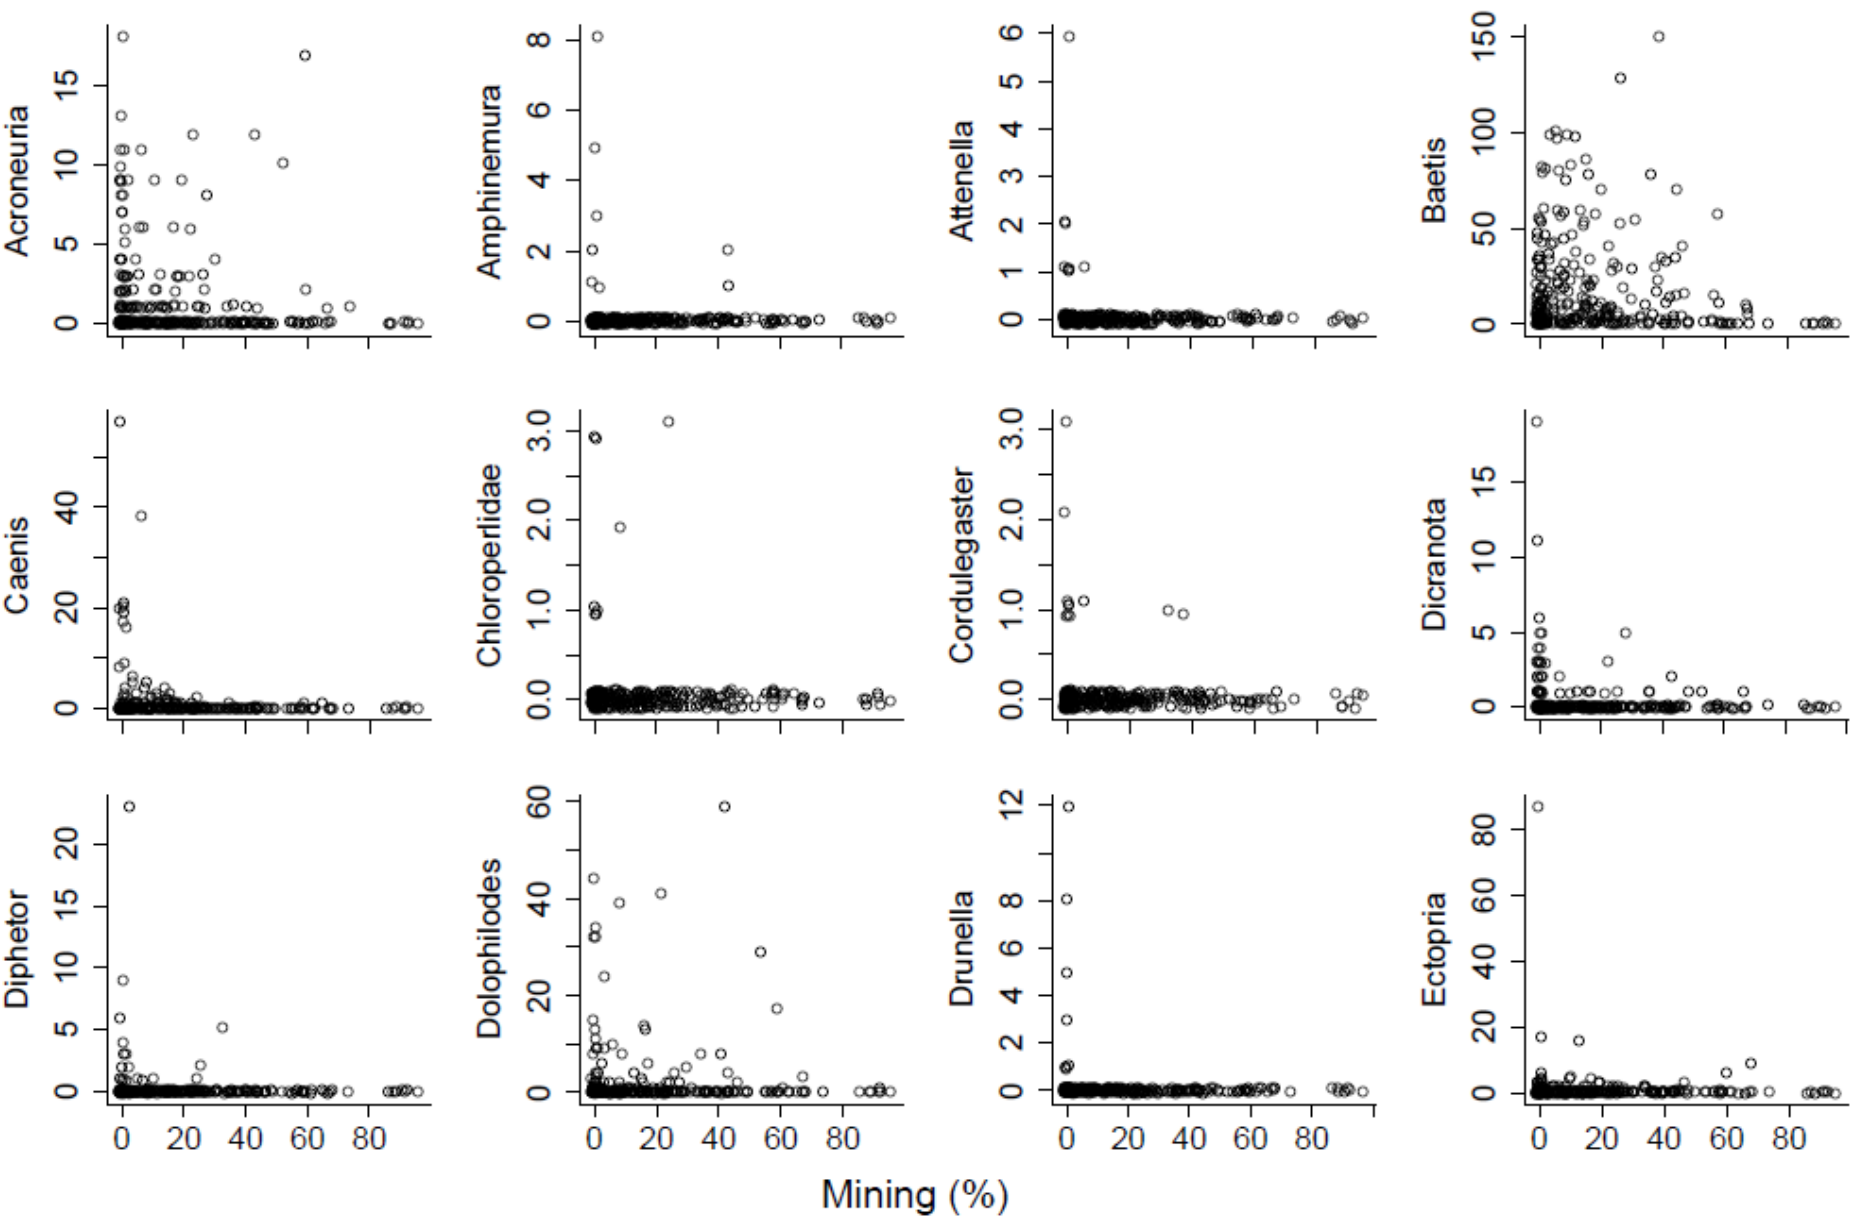 Acroneuria
0 5 10 15
Amphinemura
0 2 4 6 8
Attenella
0 1 2 3 4 5 6
Baetis
0 50 100 150
Caenis
0 20 40
Chloroperlidae
0.0 1.0 2.0 3.0
Cordulegaster
0.0 1.0 2.0 3.0
Dicranota
0 5 10 15
Diphetor
0 5 10 15 20
Dolophilodes
0 20 40 60
Drunella
0 2 4 6 8 12
Ectopria
0 20 40 60 80
0 20 40 60 80
0 20 40 60 80
0 20 40 60 80
0 20 40 60 80
Mining (%)